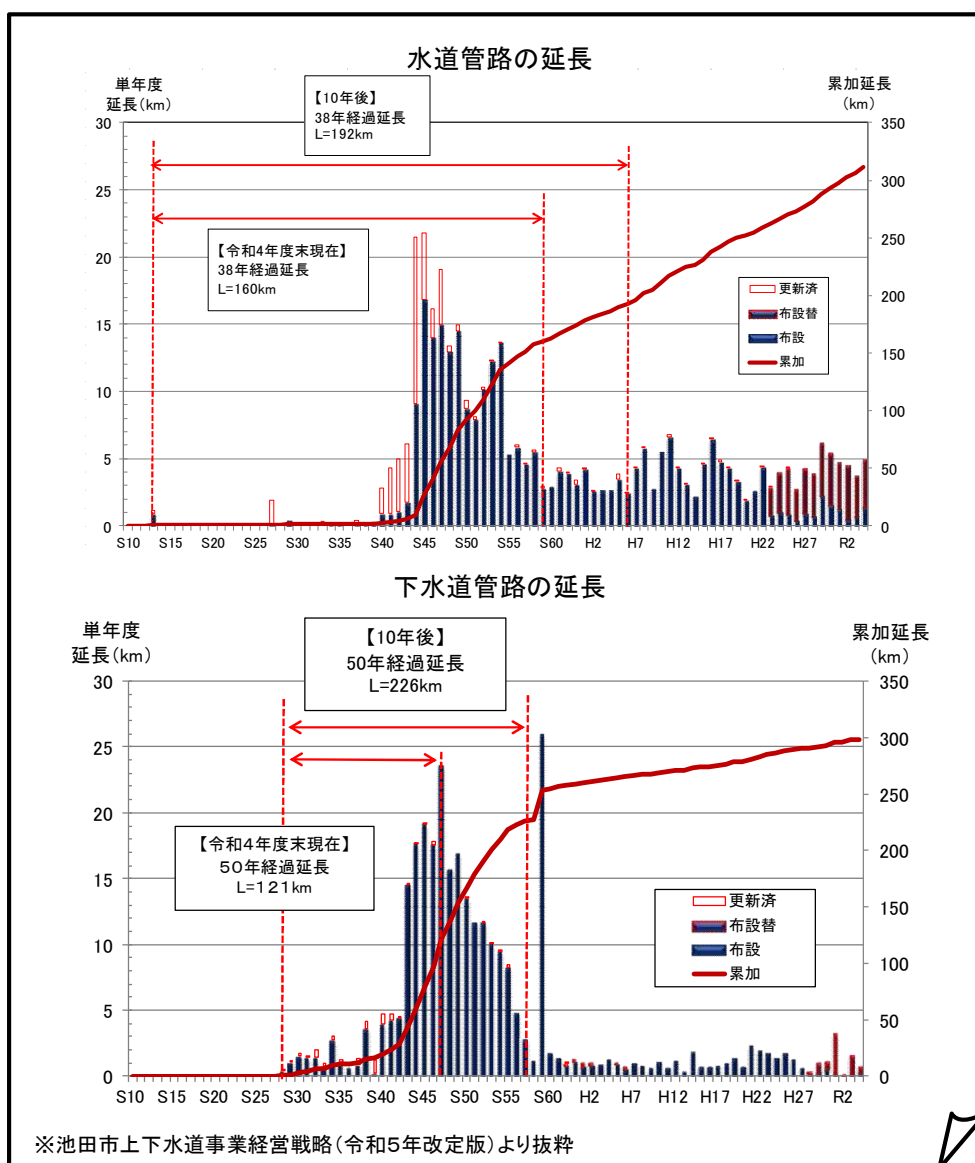 水道管路の延長
単年度
延長(km)
累加延長
(km)
【10年後】
38年経過延長
L=192km
【令和4年度末現在】
38年経過延長
L=160km
更新済
布設替
布設
累加
30
25
20
15
10
5
0
350
300
250
200
150
100
50
0
S10 S15 S20 S25 S30 S35 S40 S45 S50 S55 S60 H2 H7 H12 H17 H22 H27 R2
下水道管路の延長
単年度
延長(km)
累加延長
(km)
【10年後】
50年経過延長
L=226km
【令和4年度末現在】
50年経過延長
L=121km
更新済
布設替
布設
累加
30
25
20
15
10
5
0
350
300
250
200
150
100
50
0
S10 S15 S20 S25 S30 S35 S40 S45 S50 S55 S60 H2 H7 H12 H17 H22 H27 R2
※池田市上下水道事業経営戦略(令和5年改定版)より抜粋